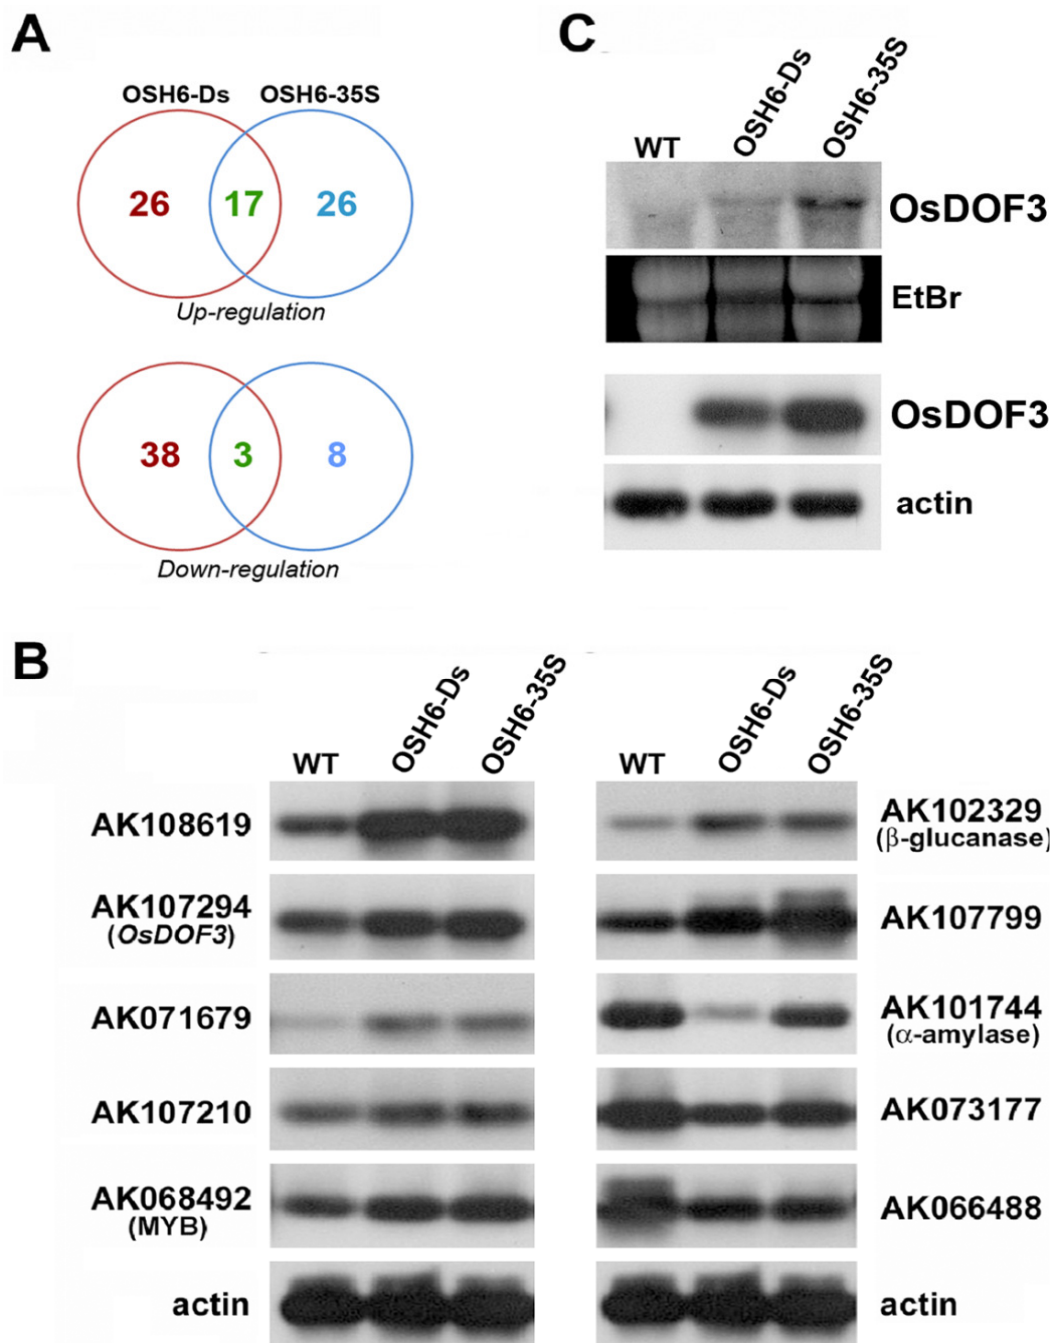 A
OSH6-Ds OSH6-35S
26 17 26
Up-regulation
38 3 8
Down-regulation
C
WT OSH6-Ds OSH6-35S
OsDOF3
EtBr
OsDOF3
actin
B
WT OSH6-Ds OSH6-35S
AK108619
AK107294
(OsDOF3)
AK071679
AK107210
AK068492
(MYB)
actin
WT OSH6-Ds OSH6-35S
AK102329
(β-glucanase)
AK107799
AK101744
(α-amylase)
AK073177
AK066488
actin